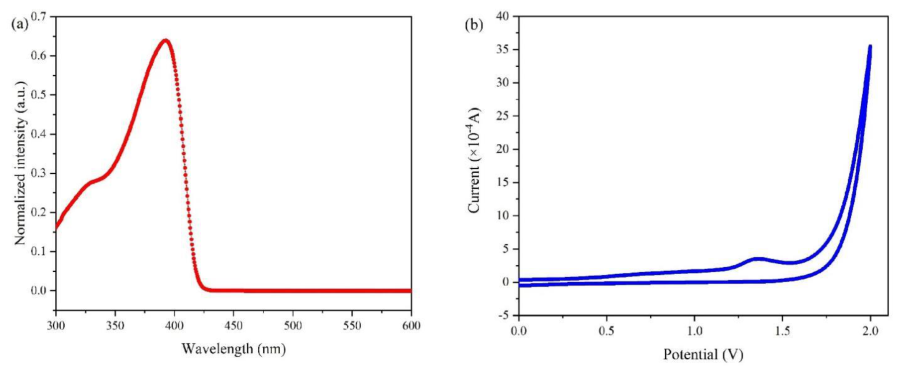 (a)
0.7
0.6
0.5
0.4
0.3
0.2
0.1
0.0
Normalized intensity (a.u.)
300 350 400 450 500 550 600
Wavelength (nm)
(b)
40
35
30
25
20
15
10
5
0
-5
Current (×10⁻⁴A)
0.0 0.5 1.0 1.5 2.0
Potential (V)